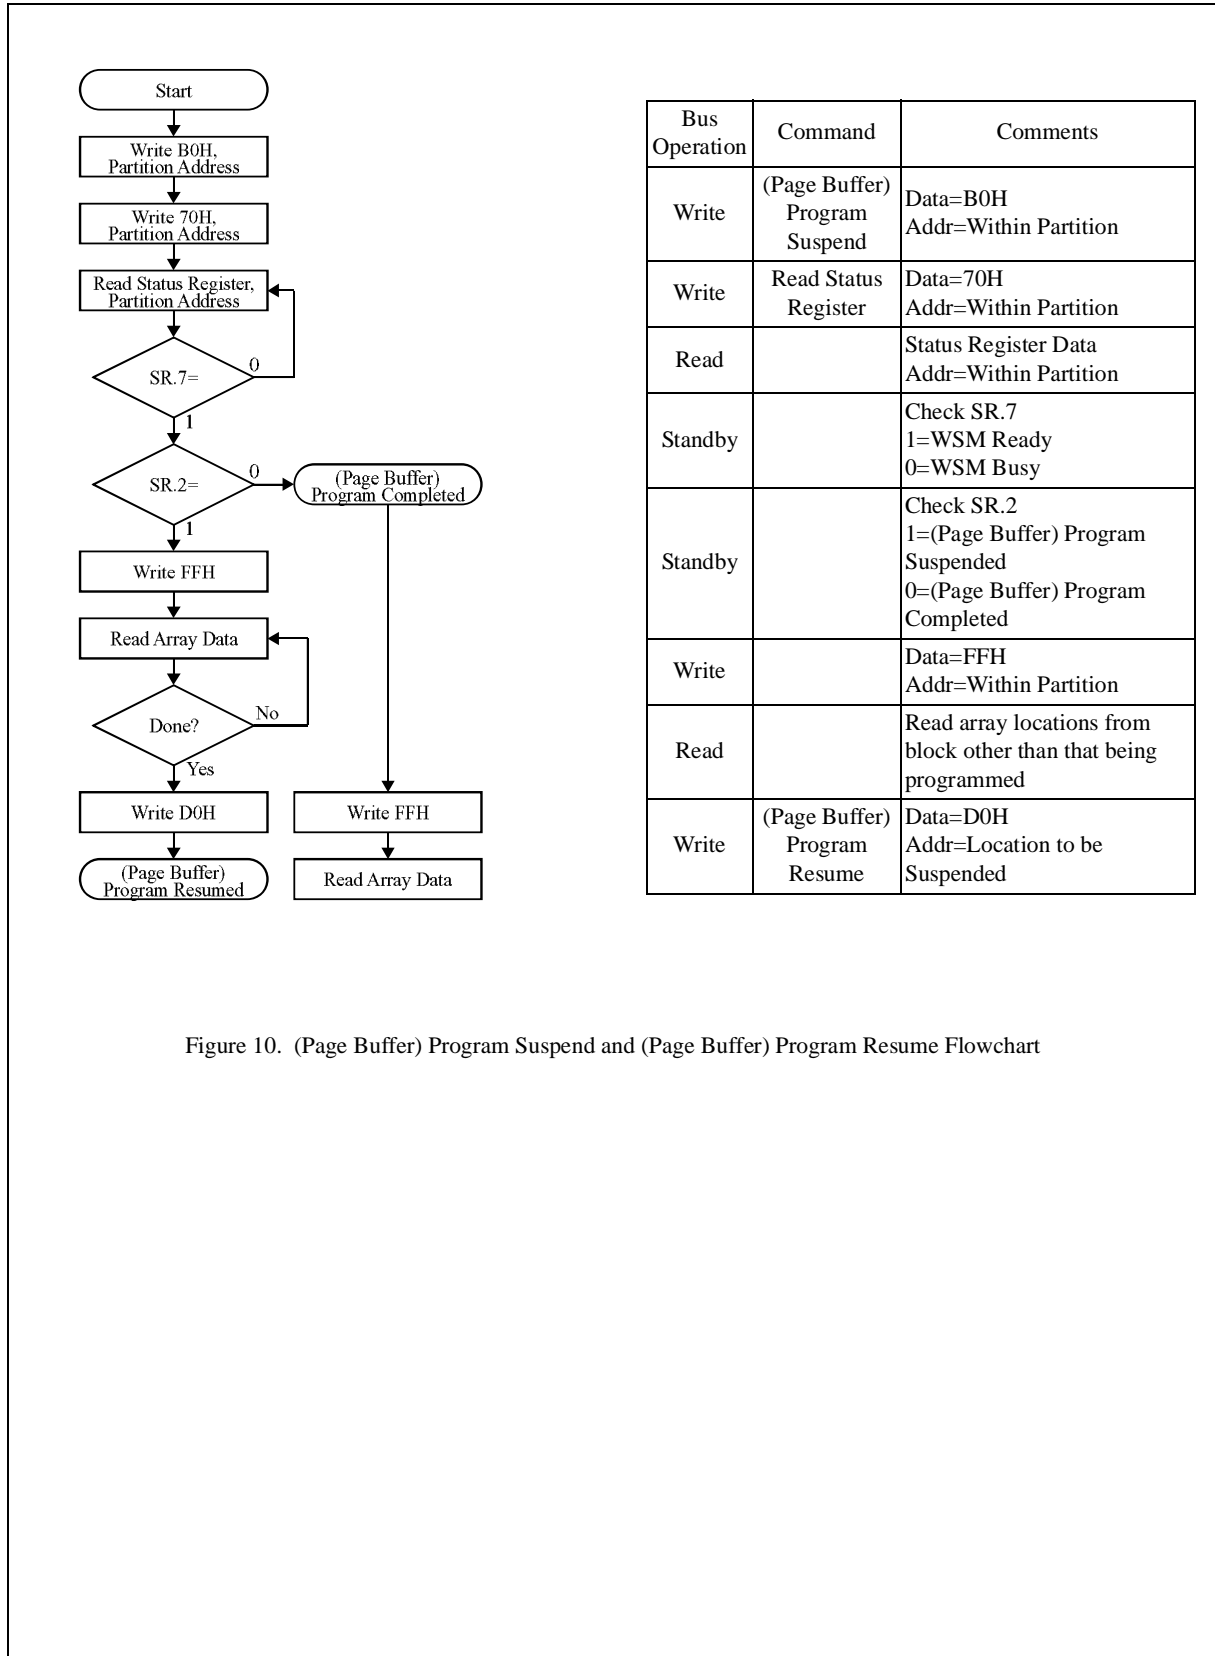 Start
Write B0H,
Partition Address
Write 70H,
Partition Address
Read Status Register,
Partition Address
SR.7=
0
1
SR.2=
0
(Page Buffer)
Program Completed
1
Write FFH
Read Array Data
Done?
No
Yes
Write D0H
(Page Buffer)
Program Resumed
Write FFH
Read Array Data
Bus
Operation
Command
Comments
Write
(Page Buffer)
Program
Suspend
Data=B0H
Addr=Within Partition
Write
Read Status
Register
Data=70H
Addr=Within Partition
Read
Status Register Data
Addr=Within Partition
Standby
Check SR.7
1=WSM Ready
0=WSM Busy
Standby
Check SR.2
1=(Page Buffer) Program
Suspended
0=(Page Buffer) Program
Completed
Write
Data=FFH
Addr=Within Partition
Read
Read array locations from
block other than that being
programmed
Write
(Page Buffer)
Program
Resume
Data=D0H
Addr=Location to be
Suspended
Figure 10. (Page Buffer) Program Suspend and (Page Buffer) Program Resume Flowchart